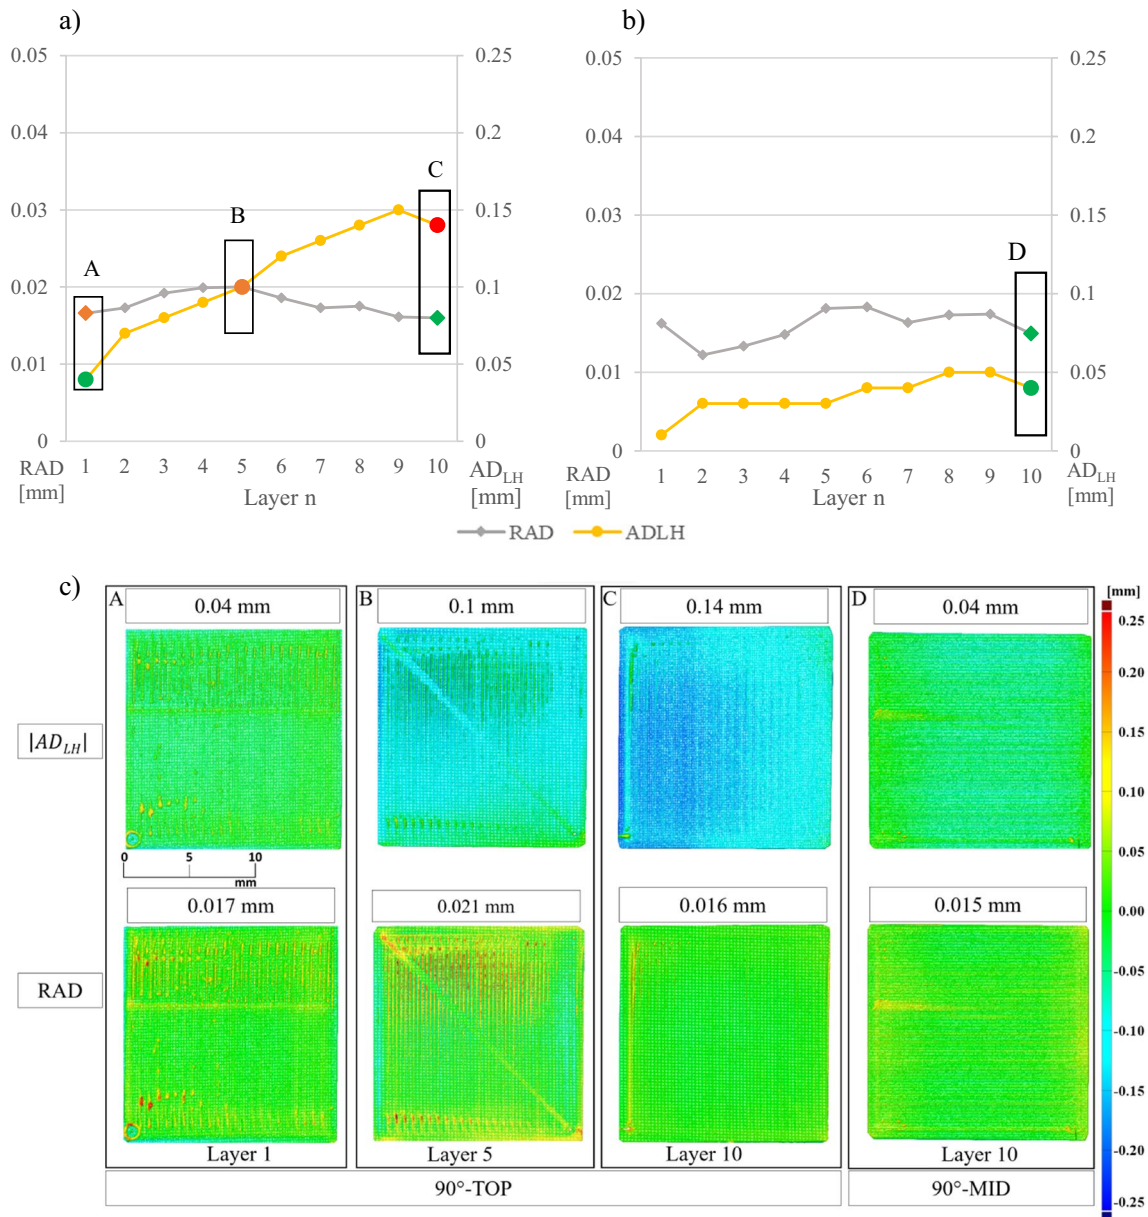 a)
b)
0.05
0.04
0.03
0.02
0.01
0
0.25
0.2
0.15
0.1
0.05
0
A
B
C
RAD
[mm]
1 2 3 4 5 6 7 8 9 10
Layer n
AD_LH
[mm]
0.05
0.04
0.03
0.02
0.01
0
0.25
0.2
0.15
0.1
0.05
0
D
RAD
[mm]
1 2 3 4 5 6 7 8 9 10
Layer n
AD_LH
[mm]
RAD ADLH
c)
A 0.04 mm
B 0.1 mm
C 0.14 mm
D 0.04 mm
|AD_LH|
0 5 10
mm
0.017 mm
0.021 mm
0.016 mm
0.015 mm
RAD
Layer 1
Layer 5
Layer 10
Layer 10
90°-TOP
90°-MID
[mm]
0.25
0.20
0.15
0.10
0.05
0.00
-0.05
-0.10
-0.15
-0.20
-0.25